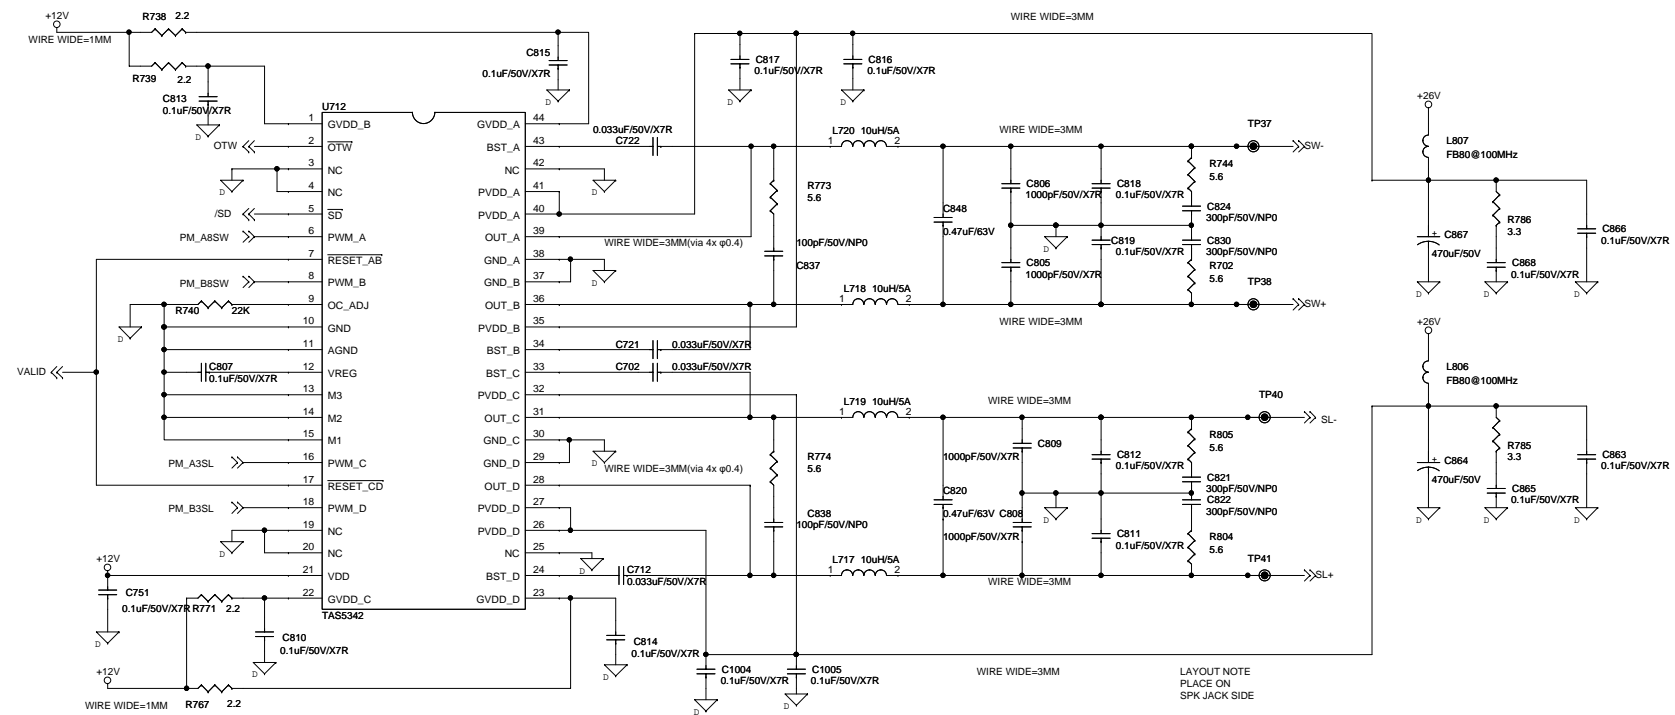 +12V
WIRE WIDE=1MM
R738 2.2
R739 2.2
C813
0.1uF/50V/X7R
D
C815
0.1uF/50V/X7R
D
WIRE WIDE=3MM
C817
0.1uF/50V/X7R
D
C816
0.1uF/50V/X7R
D
U712
1 GVDD_B
2 OTW
3 NC
4 NC
5 SD
6 PWM_A
7 RESET_AB
8 PWM_B
9 OC_ADJ
10 GND
11 AGND
12 VREG
13 M3
14 M2
15 M1
16 PWM_C
17 RESET_CD
18 PWM_D
19 NC
20 NC
21 VDD
22 GVDD_C
GVDD_A 44
BST_A 43
NC 42
PVDD_A 41
PVDD_A 40
OUT_A 39
GND_A 38
GND_B 37
OUT_B 36
PVDD_B 35
BST_B 34
BST_C 33
PVDD_C 32
OUT_C 31
GND_C 30
GND_D 29
OUT_D 28
PVDD_D 27
PVDD_D 26
NC 25
BST_D 24
GVDD_D 23
TAS5342
OTW
D
/SD
PM_A8SW
PM_B8SW
R740 22K
D
C807
0.1uF/50V/X7R
VALID
PM_A3SL
PM_B3SL
D
+12V
C751
0.1uF/50V/X7R
D
R771 2.2
C810
0.1uF/50V/X7R
D
+12V
WIRE WIDE=1MM
R767 2.2
0.033uF/50V/X7R
C722
D
WIRE WIDE=3MM(via 4x φ0.4)
D
C721 0.033uF/50V/X7R
C702 0.033uF/50V/X7R
D
WIRE WIDE=3MM(via 4x φ0.4)
D
C712
0.033uF/50V/X7R
C814
0.1uF/50V/X7R
D
R773
5.6
100pF/50V/NP0
C837
1 L720 10uH/5A 2
1 L718 10uH/5A 2
WIRE WIDE=3MM
C848
0.47uF/63V
C806
1000pF/50V/X7R
C818
0.1uF/50V/X7R
R744
5.6
C824
300pF/50V/NP0
D
C805
1000pF/50V/X7R
C819
0.1uF/50V/X7R
C830
300pF/50V/NP0
R702
5.6
WIRE WIDE=3MM
TP37
SW-
TP38
SW+
R774
5.6
C838
100pF/50V/NP0
1 L719 10uH/5A 2
1 L717 10uH/5A 2
WIRE WIDE=3MM
C820
0.47uF/63V
C809
1000pF/50V/X7R
C812
0.1uF/50V/X7R
R805
5.6
C821
300pF/50V/NP0
D
C808
1000pF/50V/X7R
C811
0.1uF/50V/X7R
C822
300pF/50V/NP0
R804
5.6
WIRE WIDE=3MM
TP40
SL-
TP41
SL+
+26V
L807
FB80@100MHz
+
C867
470uF/50V
D
R786
3.3
C868
0.1uF/50V/X7R
D
C866
0.1uF/50V/X7R
D
+26V
L806
FB80@100MHz
+
C864
470uF/50V
D
R785
3.3
C865
0.1uF/50V/X7R
D
C863
0.1uF/50V/X7R
D
C1004
0.1uF/50V/X7R
D
C1005
0.1uF/50V/X7R
D
WIRE WIDE=3MM
LAYOUT NOTE
PLACE ON
SPK JACK SIDE